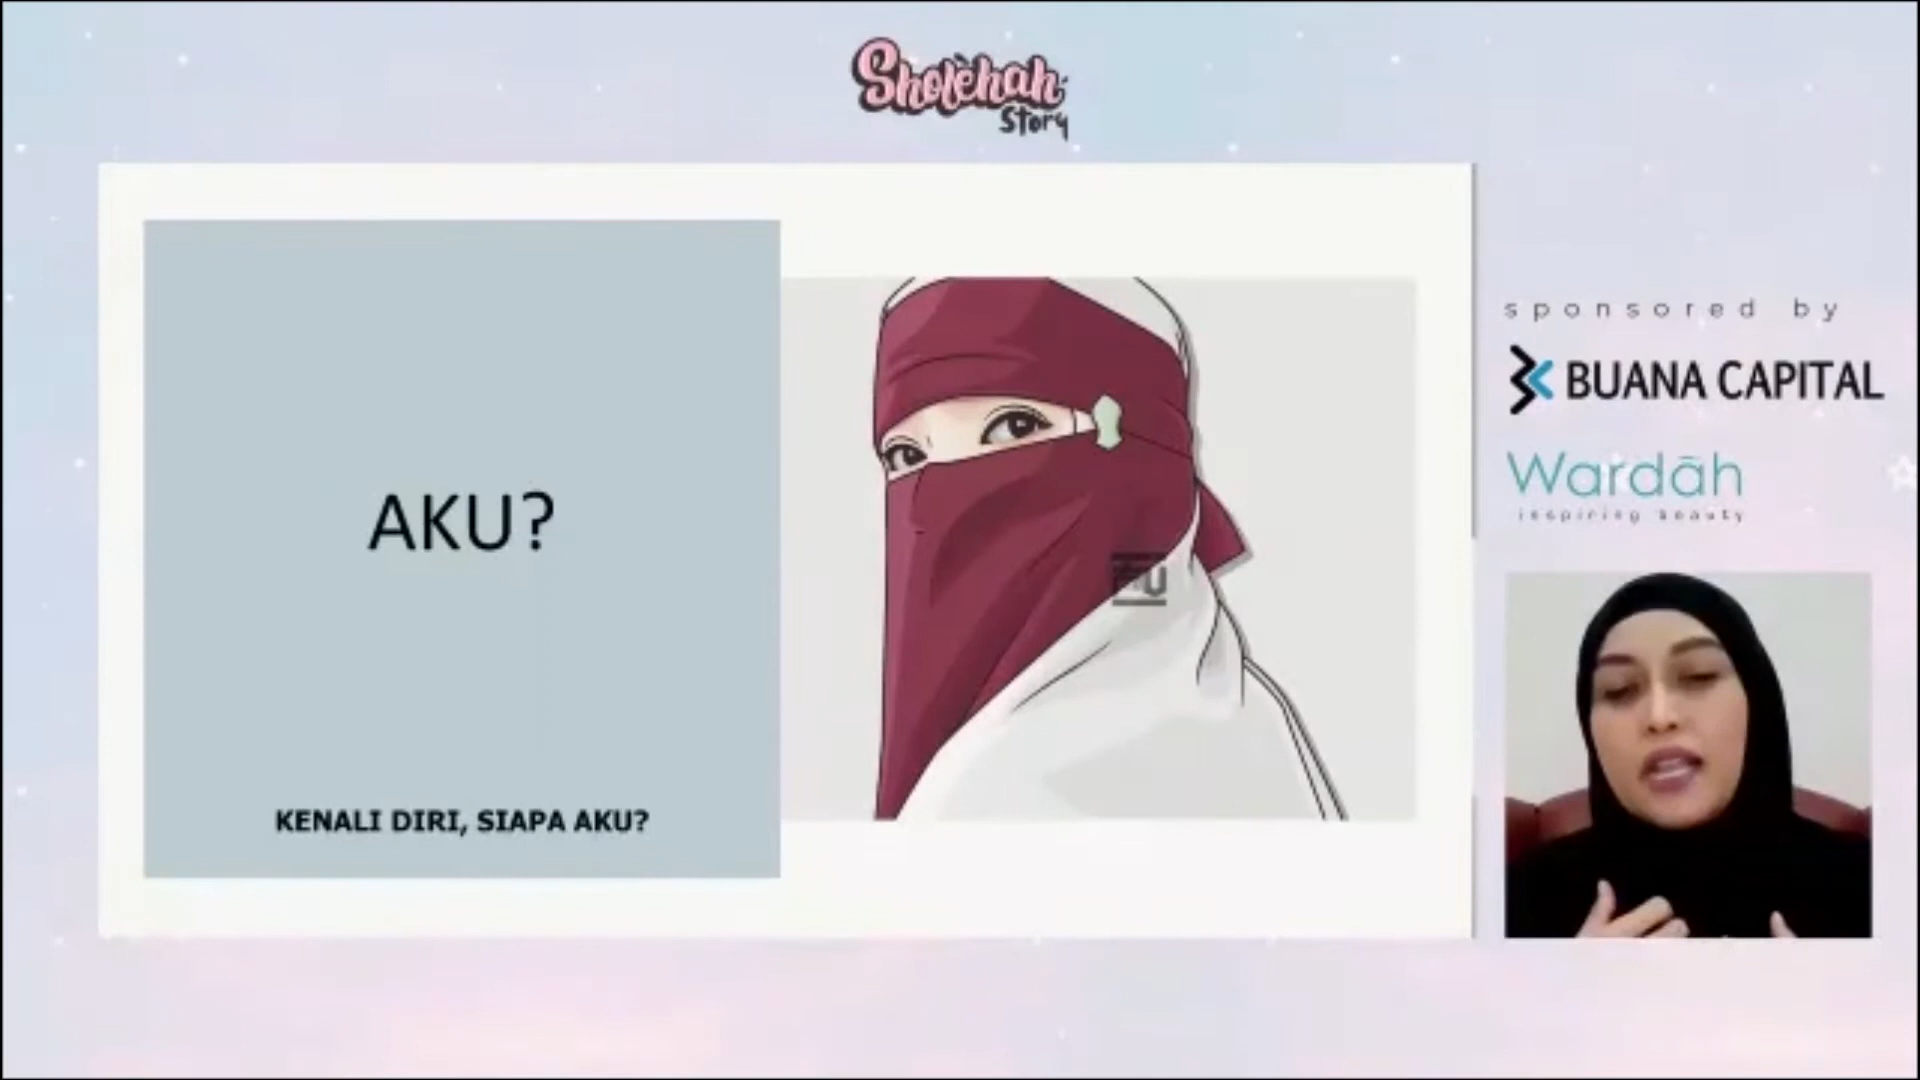 Sholehah
Story
AKU?
KENALI DIRI, SIAPA AKU?
sponsored by
BUANA CAPITAL
Wardāh
inspiring beauty